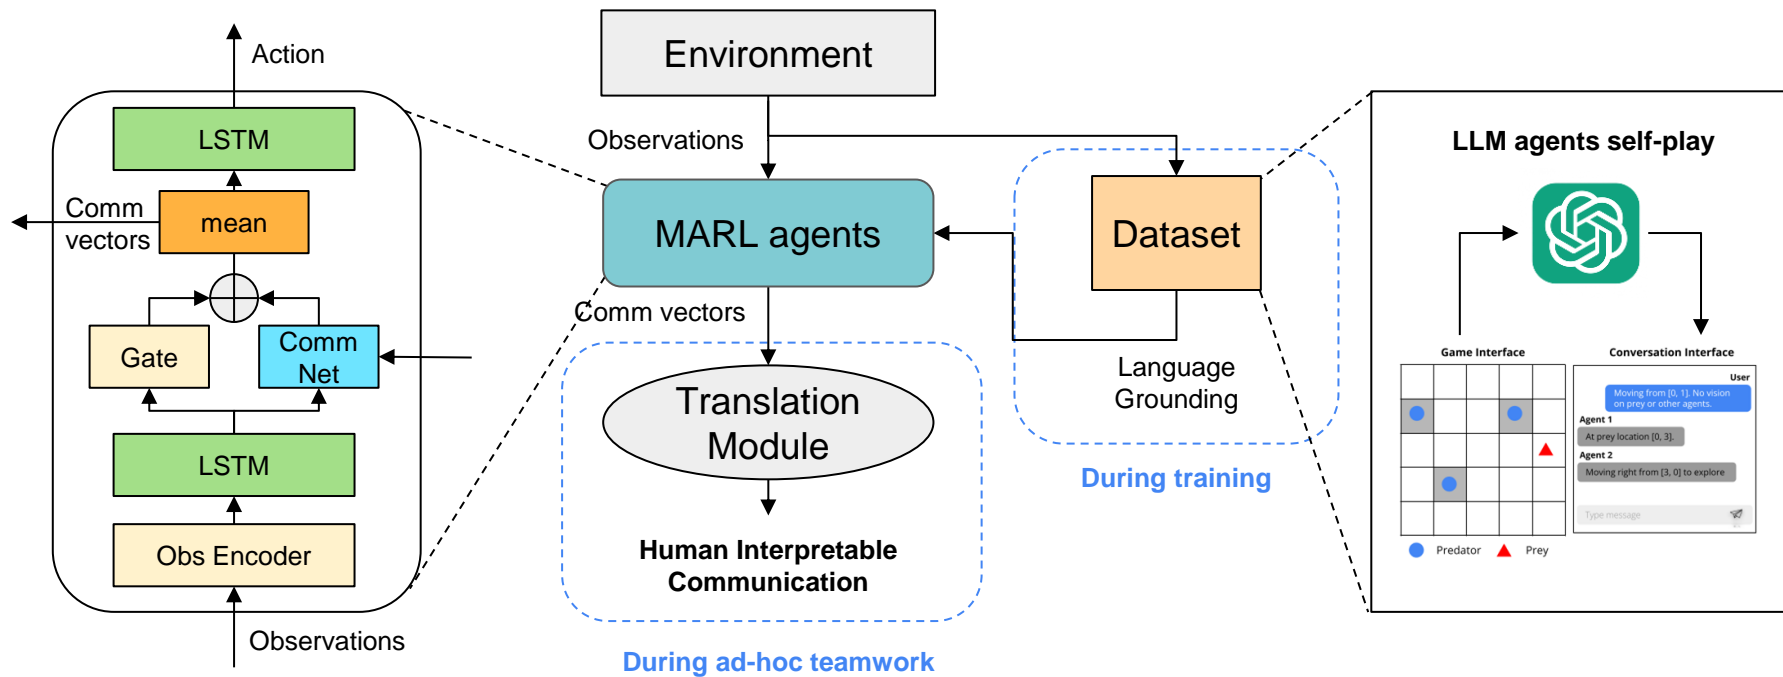 Action
LSTM
Comm
vectors
mean
Gate
Comm
Net
LSTM
Obs Encoder
Observations
Environment
Observations
MARL agents
Comm vectors
Translation
Module
Human Interpretable
Communication
During ad-hoc teamwork
Dataset
Language
Grounding
During training
LLM agents self-play
Game Interface
Predator
Prey
Conversation Interface
User
Moving from [0, 1]. No vision
on prey or other agents.
Agent 1
At prey location [0, 3].
Agent 2
Moving right from [3, 0] to explore
Type message